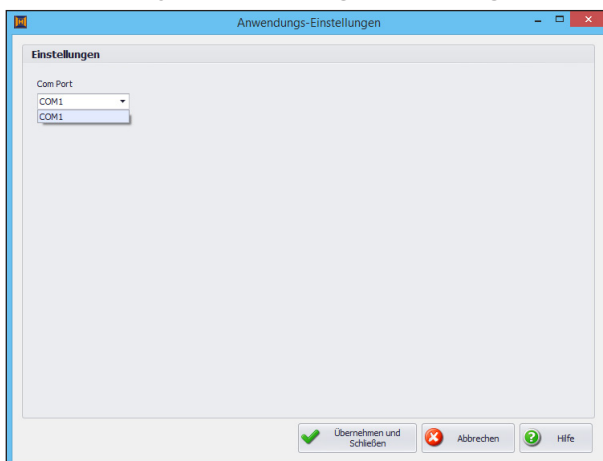 Anwendungs-Einstellungen
Einstellungen
Com Port
COM1
COM1
Übernehmen und
Schließen
Abbrechen
Hilfe